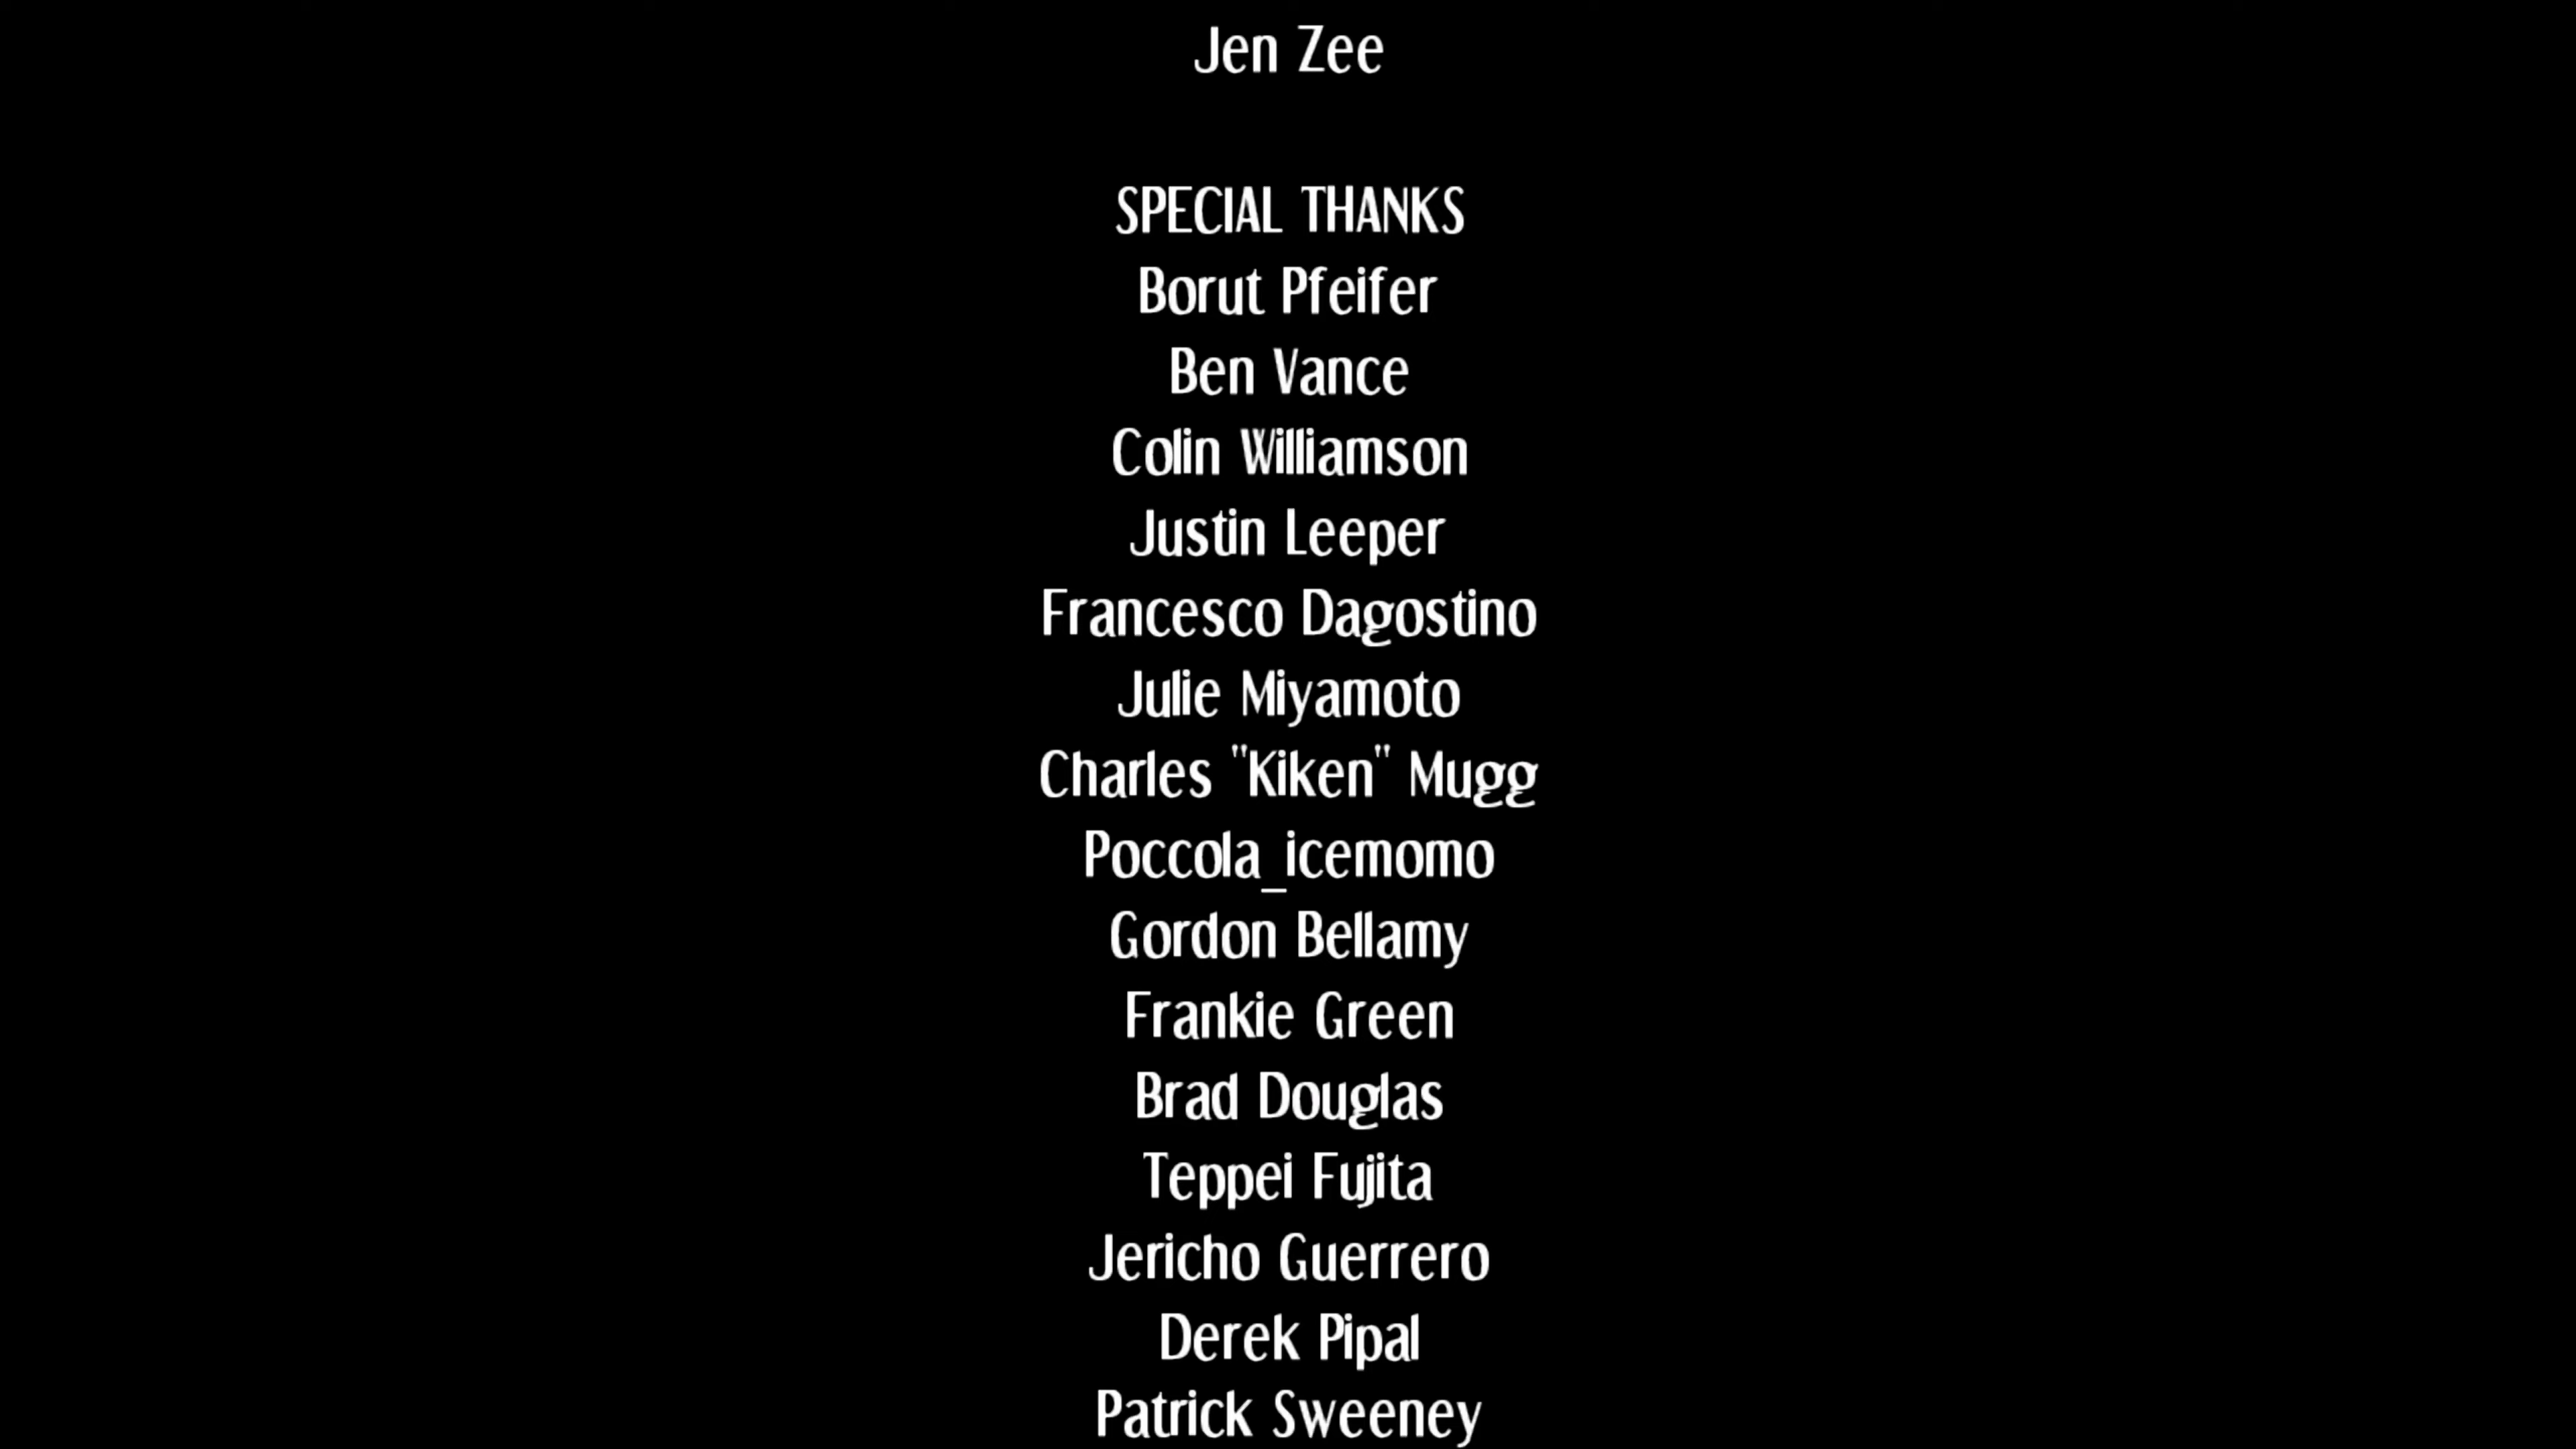 Jen Zee
SPECIAL THANKS
Borut Pfeifer
Ben Vance
Colin Williamson
Justin Leeper
Francesco Dagostino
Julie Miyamoto
Charles "Kiken" Mugg
Poccola_icemomo
Gordon Bellamy
Frankie Green
Brad Douglas
Teppei Fujita
Jericho Guerrero
Derek Pipal
Patrick Sweeney